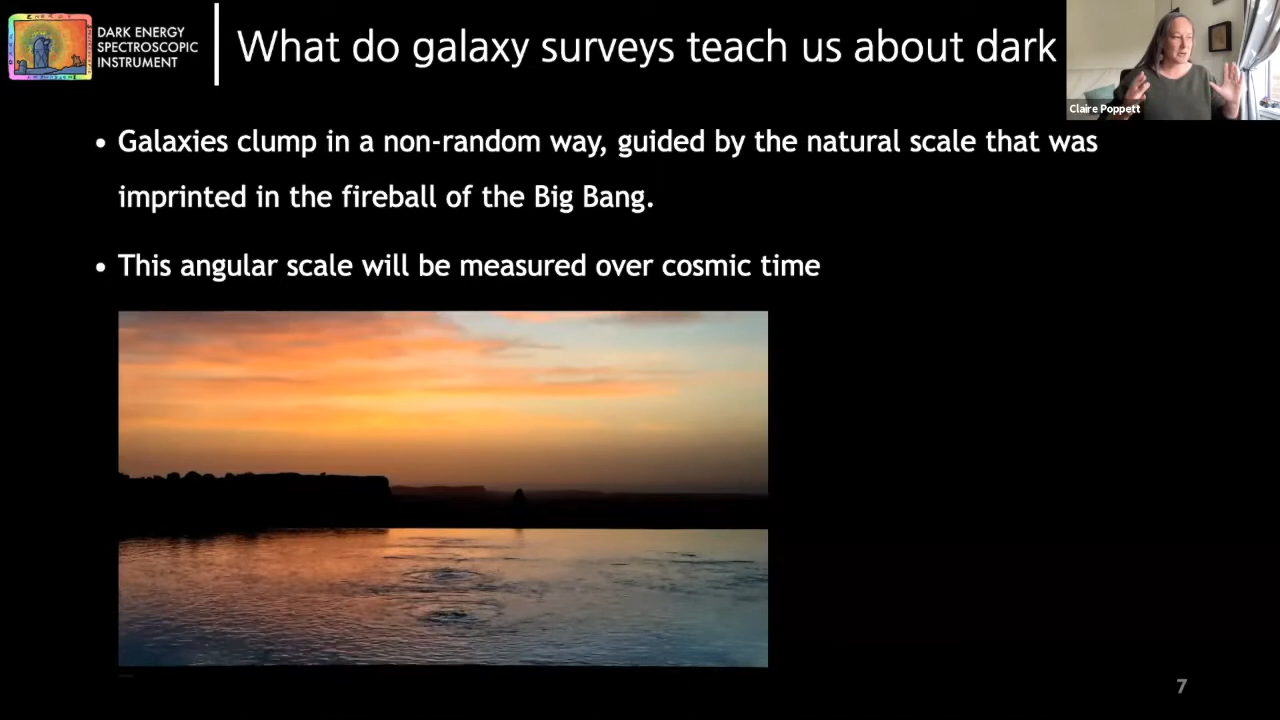 DARK ENERGY
SPECTROSCOPIC
INSTRUMENT
What do galaxy surveys teach us about dark
Claire Poppett
• Galaxies clump in a non-random way, guided by the natural scale that was
imprinted in the fireball of the Big Bang.
• This angular scale will be measured over cosmic time
7